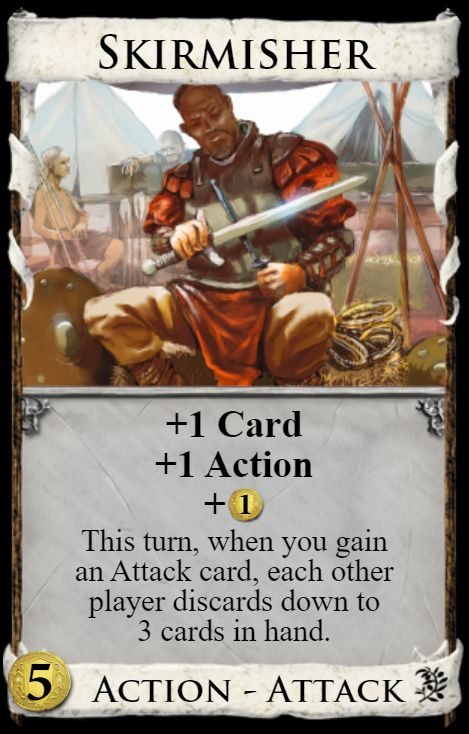 SKIRMISHER
+1 Card
+1 Action
+1
This turn, when you gain
an Attack card, each other
player discards down to
3 cards in hand.
5 ACTION - ATTACK